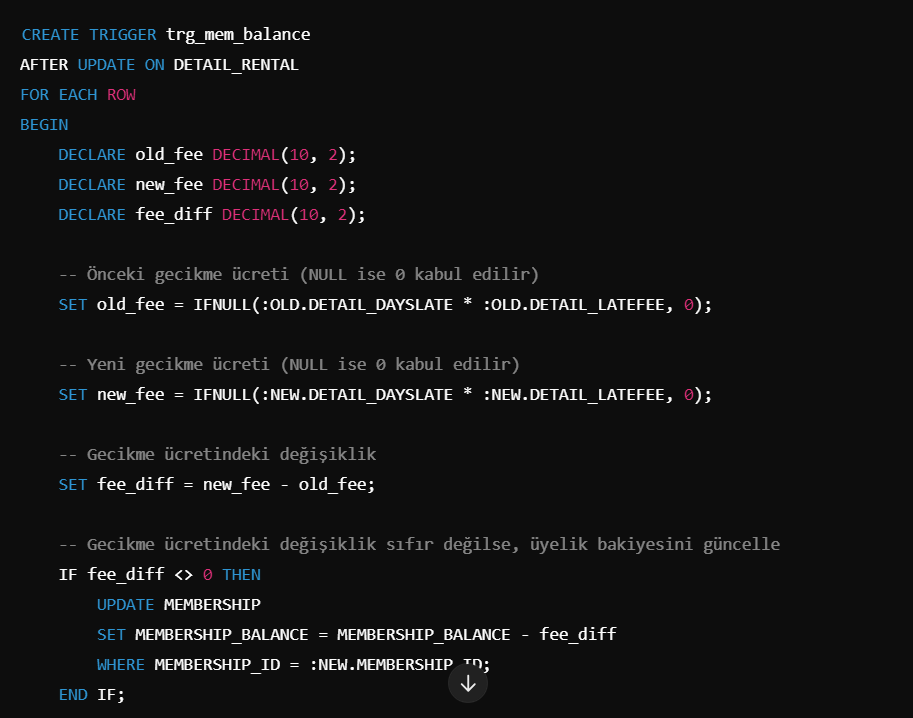 CREATE TRIGGER trg_mem_balance
AFTER UPDATE ON DETAIL_RENTAL
FOR EACH ROW
BEGIN
    DECLARE old_fee DECIMAL(10, 2);
    DECLARE new_fee DECIMAL(10, 2);
    DECLARE fee_diff DECIMAL(10, 2);

    -- Önceki gecikme ücreti (NULL ise 0 kabul edilir)
    SET old_fee = IFNULL(:OLD.DETAIL_DAYSLATE * :OLD.DETAIL_LATEFEE, 0);

    -- Yeni gecikme ücreti (NULL ise 0 kabul edilir)
    SET new_fee = IFNULL(:NEW.DETAIL_DAYSLATE * :NEW.DETAIL_LATEFEE, 0);

    -- Gecikme ücretindeki değişiklik
    SET fee_diff = new_fee - old_fee;

    -- Gecikme ücretindeki değişiklik sıfır değilse, üyelik bakiyesini güncelle
    IF fee_diff <> 0 THEN
        UPDATE MEMBERSHIP
        SET MEMBERSHIP_BALANCE = MEMBERSHIP_BALANCE - fee_diff
        WHERE MEMBERSHIP_ID = :NEW.MEMBERSHIP_ID;
    END IF;